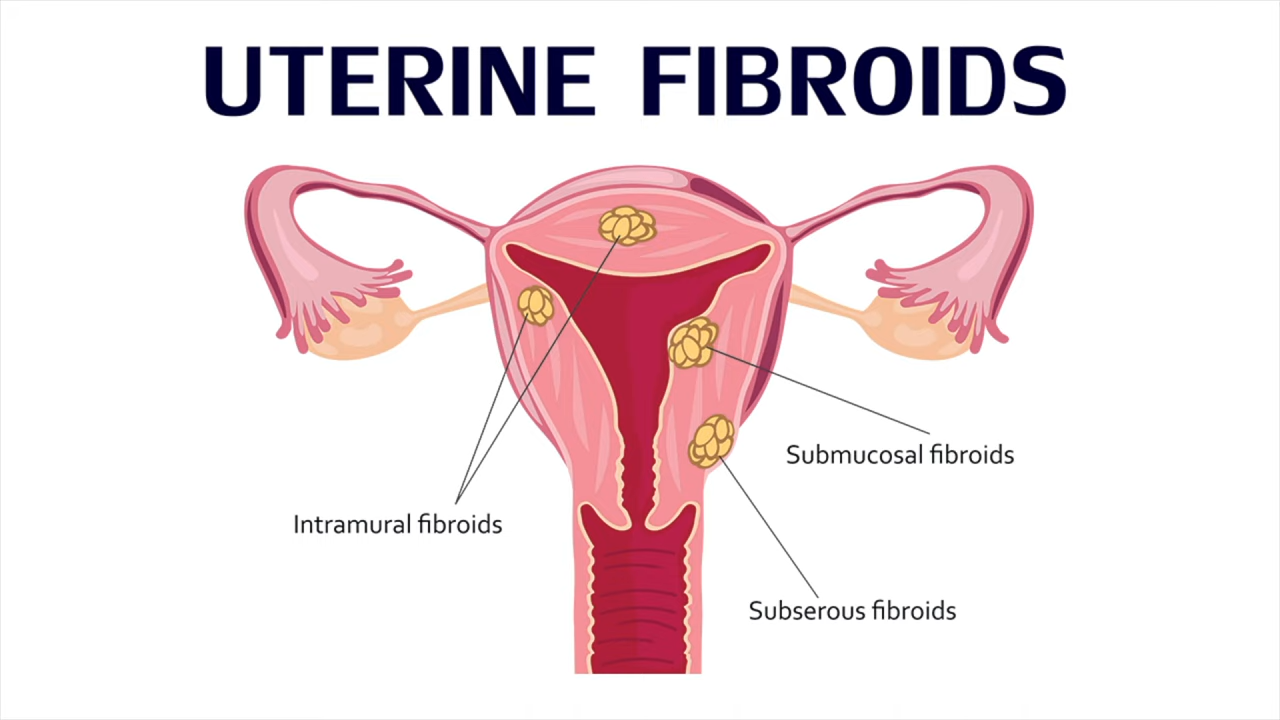 UTERINE FIBROIDS
Submucosal fibroids
Intramural fibroids
Subserous fibroids